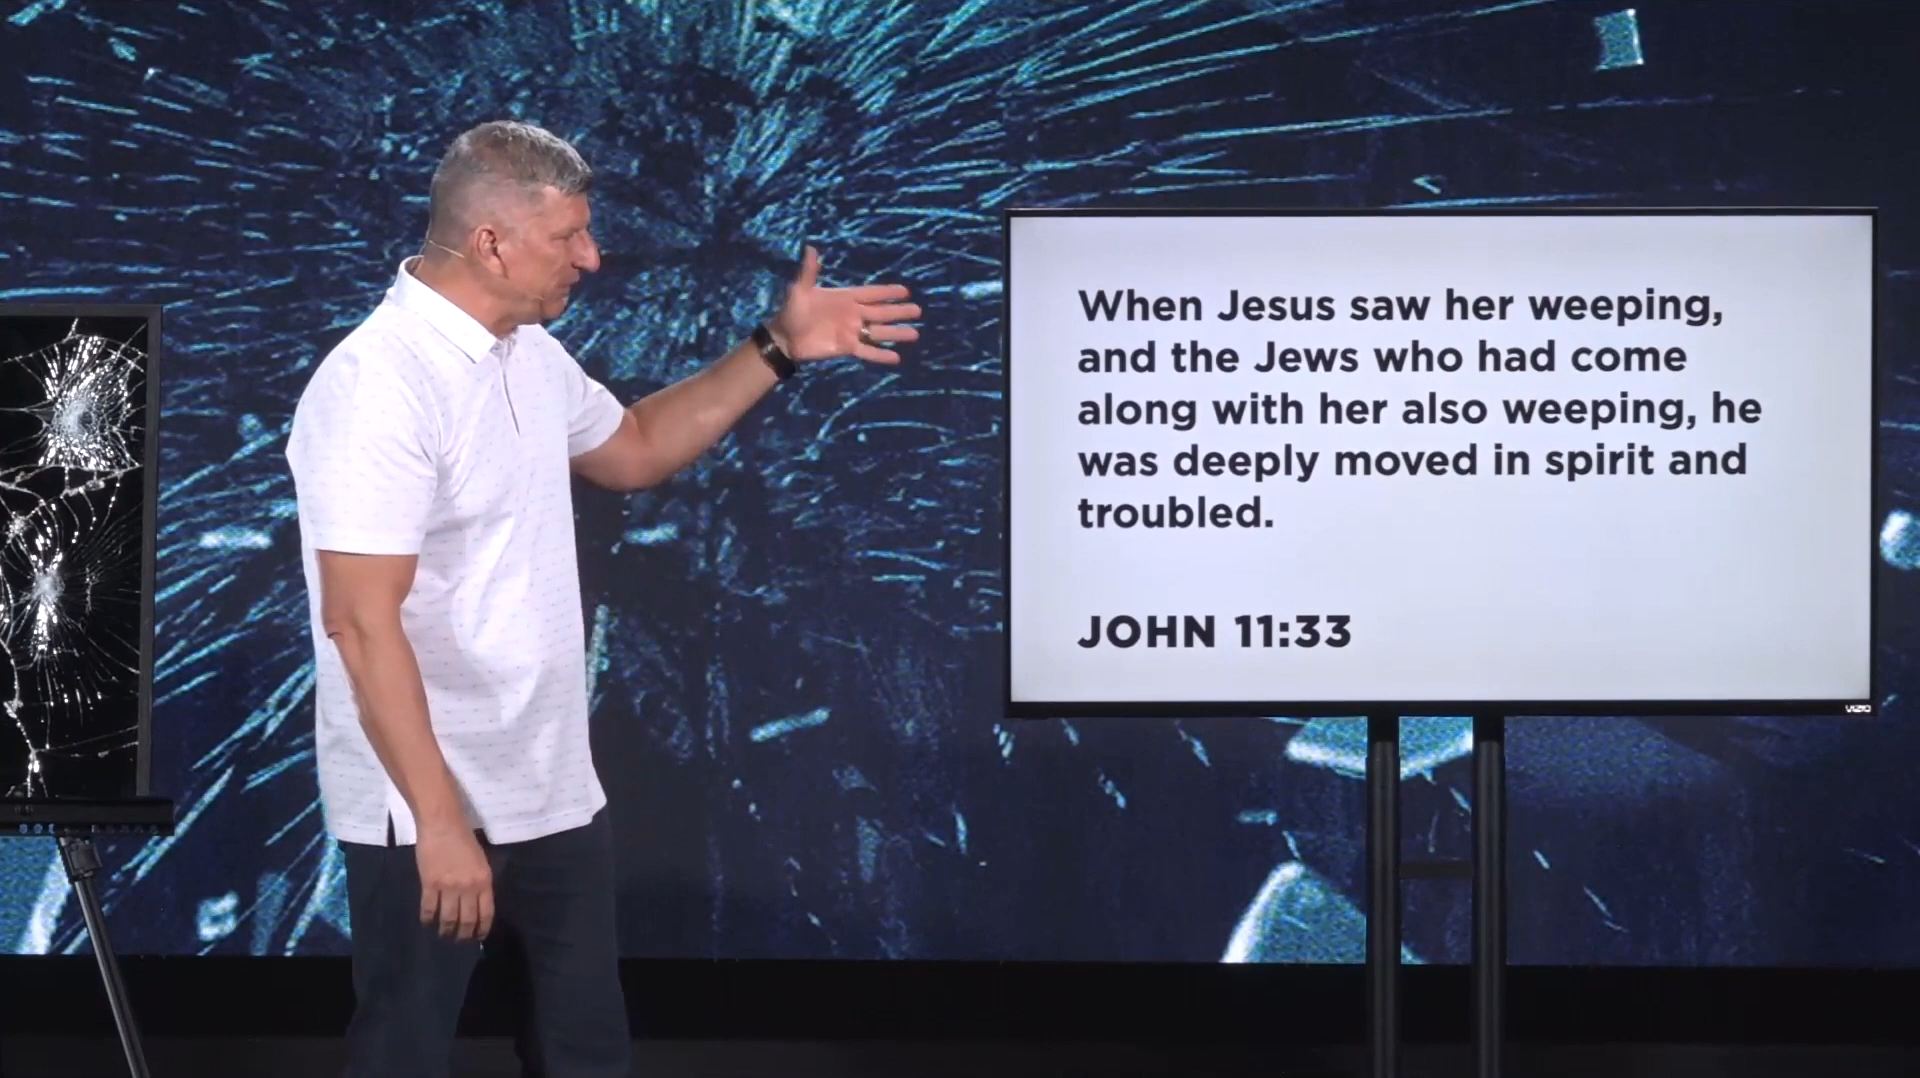 When Jesus saw her weeping,
and the Jews who had come
along with her also weeping, he
was deeply moved in spirit and
troubled.
JOHN 11:33
VIZIO